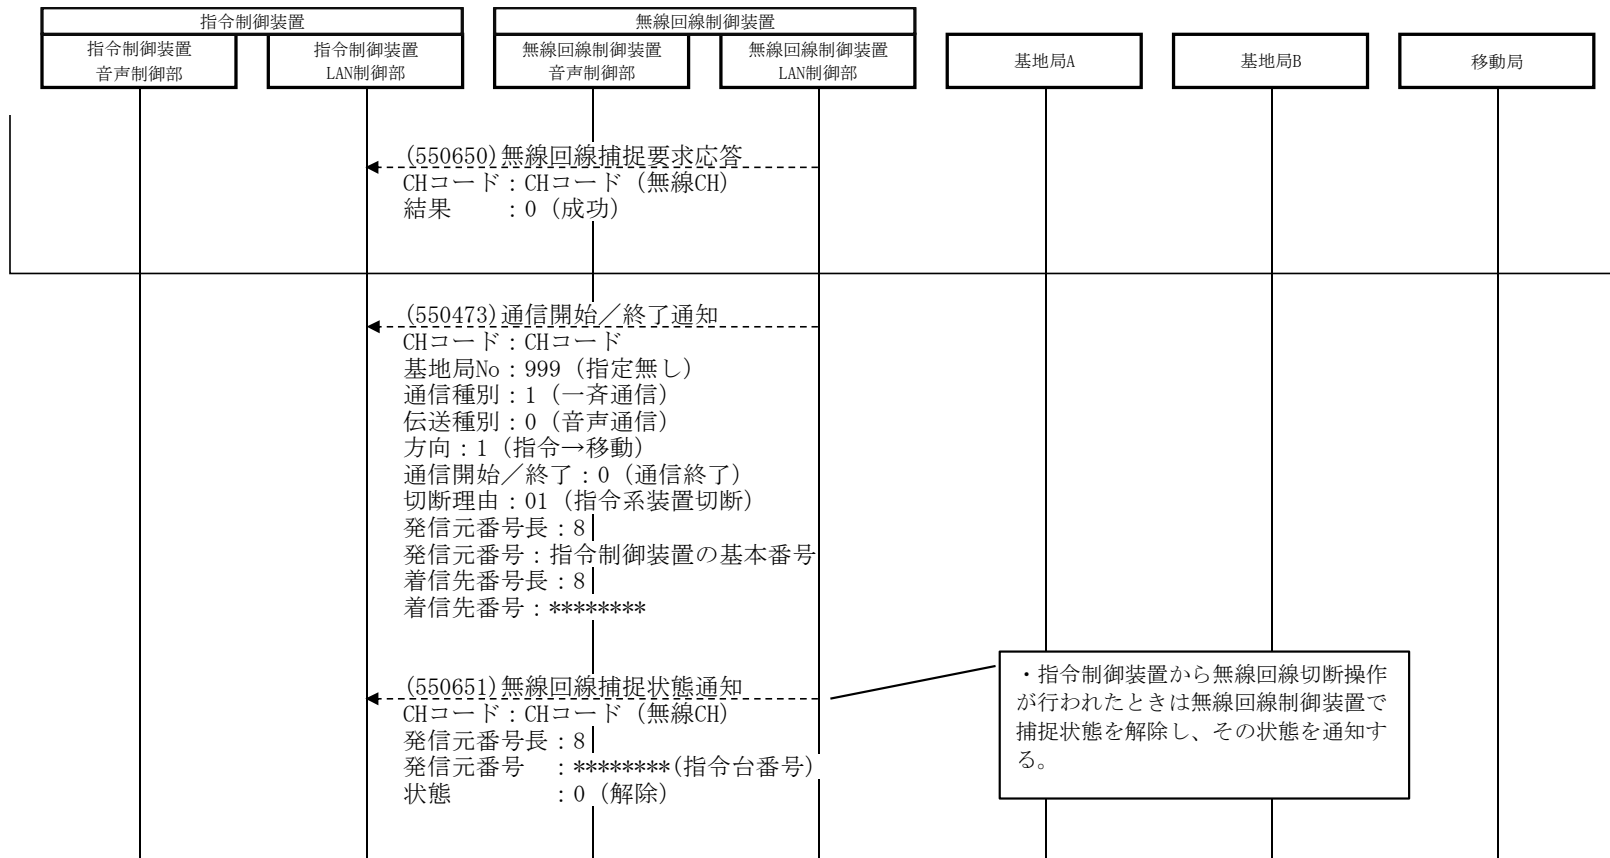 指令制御装置
無線回線制御装置
指令制御装置
音声制御部
指令制御装置
LAN制御部
無線回線制御装置
音声制御部
無線回線制御装置
LAN制御部
基地局A
基地局B
移動局
(550650)無線回線捕捉要求応答
CHコード:CHコード(無線CH)
結果　　:0(成功)
(550473)通信開始／終了通知
CHコード:CHコード
基地局No:999(指定無し)
通信種別:1(一斉通信)
伝送種別:0(音声通信)
方向:1(指令→移動)
通信開始／終了:0(通信終了)
切断理由:01(指令系装置切断)
発信元番号長:8
発信元番号:指令制御装置の基本番号
着信先番号長:8
着信先番号:********
(550651)無線回線捕捉状態通知
CHコード:CHコード(無線CH)
発信元番号長:8
発信元番号　:********(指令台番号)
状態　　　　:0(解除)
・指令制御装置から無線回線切断操作
が行われたときは無線回線制御装置で
捕捉状態を解除し、その状態を通知す
る。